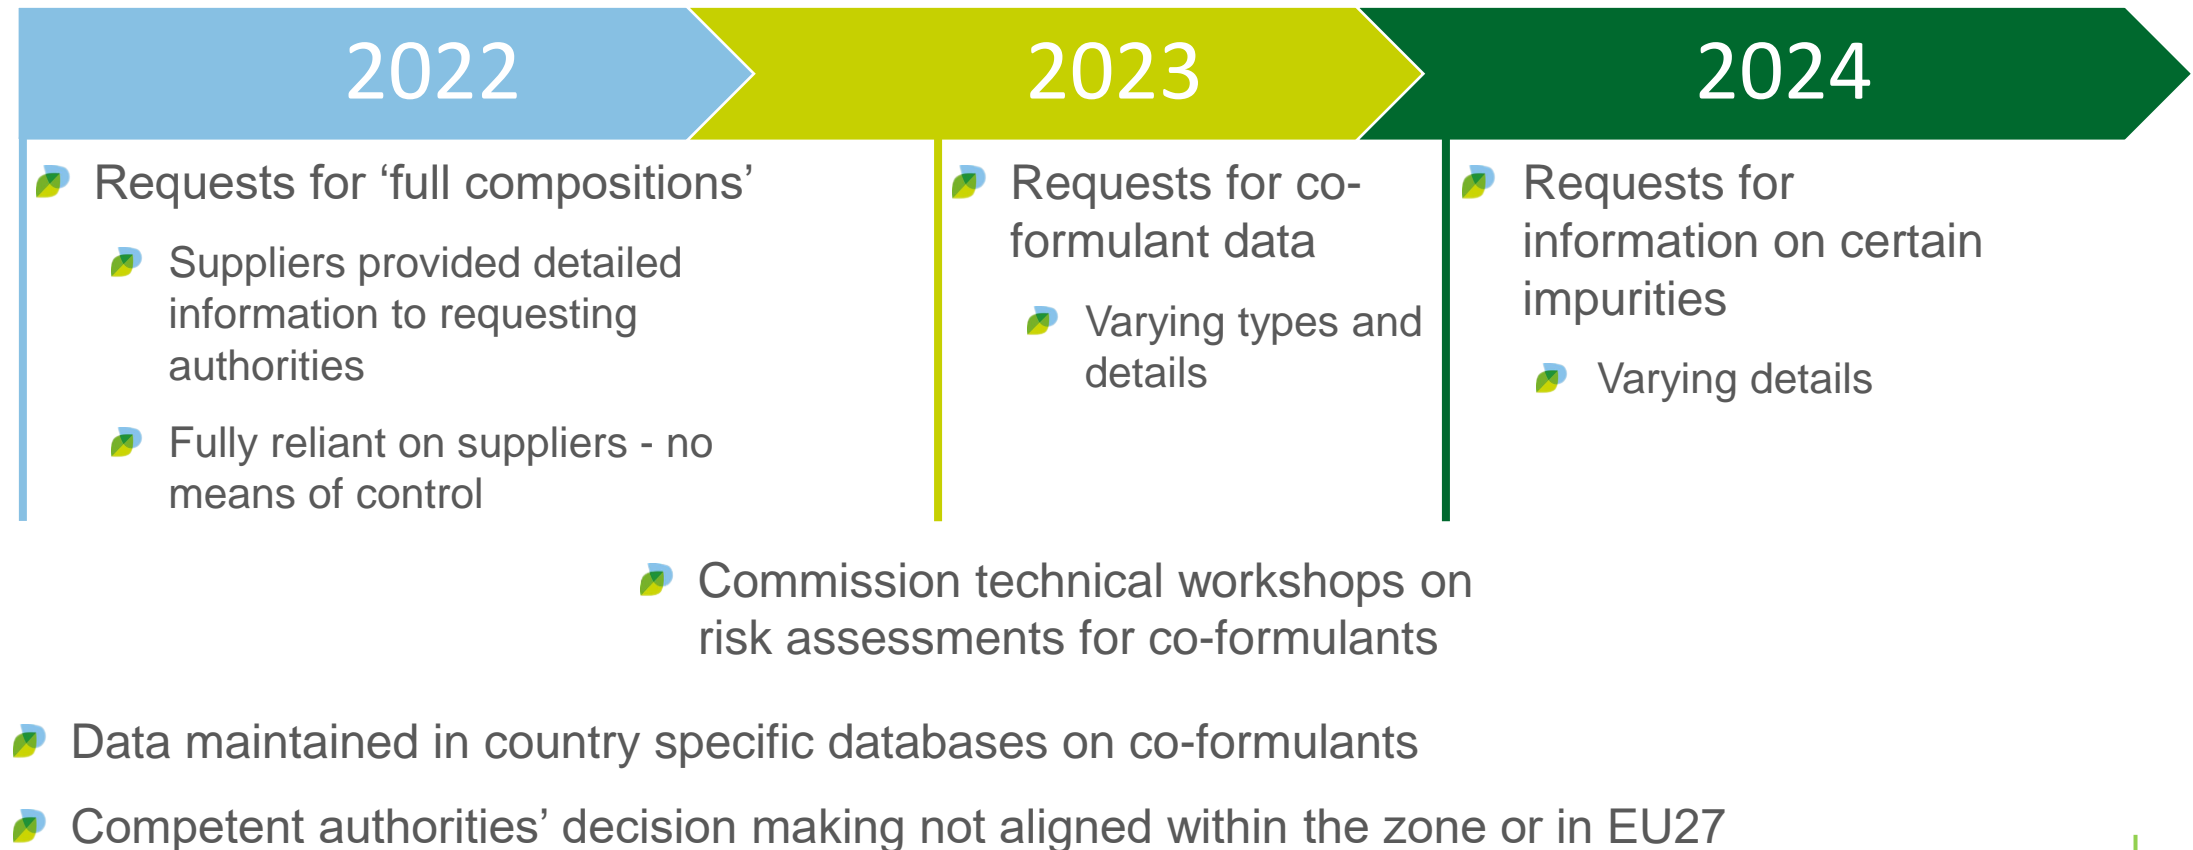 2022
2023
2024
Requests for ‘full compositions’
Suppliers provided detailed
information to requesting
authorities
Fully reliant on suppliers - no
means of control
Requests for co-
formulant data
Varying types and
details
Requests for
information on certain
impurities
Varying details
Commission technical workshops on
risk assessments for co-formulants
Data maintained in country specific databases on co-formulants
Competent authorities’ decision making not aligned within the zone or in EU27